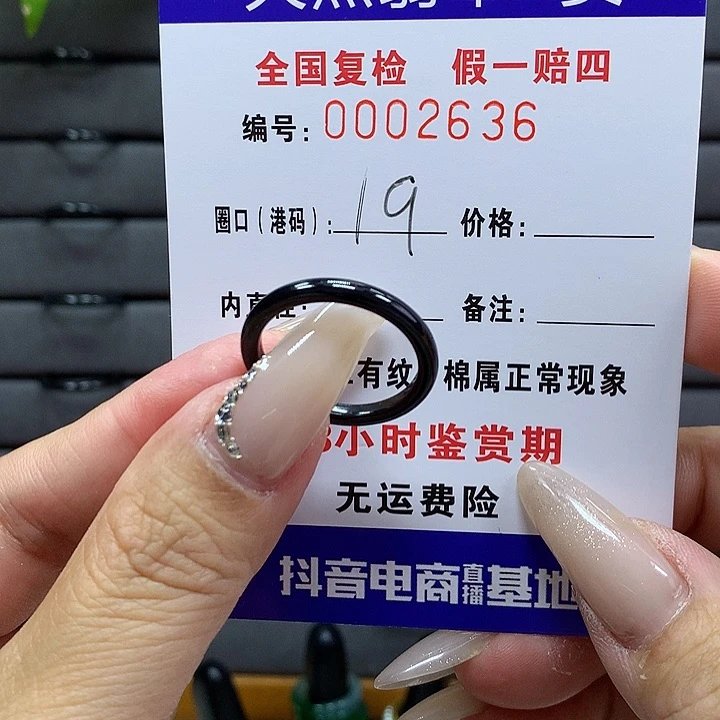 全国复检 假一赔四
编号: 0002636
圈口(港码): 19 价格:
内直径: 备注:
有纹 棉属正常现象
小时鉴赏期
无运费险
抖音电商直播基地